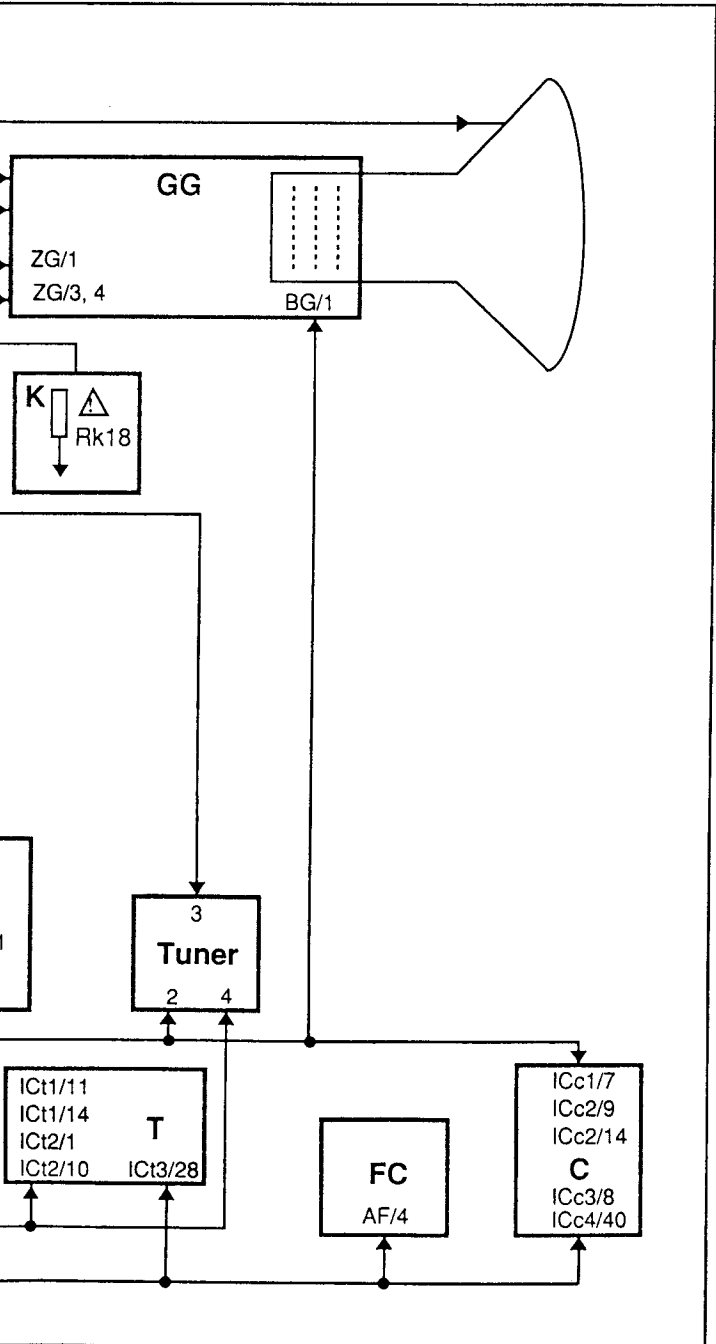 GG
ZG/1
ZG/3, 4
BG/1
K
Rk18
3
Tuner
2 4
ICt1/11
ICt1/14
T
ICt2/1
ICt2/10 ICt3/28
FC
AF/4
ICc1/7
ICc2/9
ICc2/14
C
ICc3/8
ICc4/40